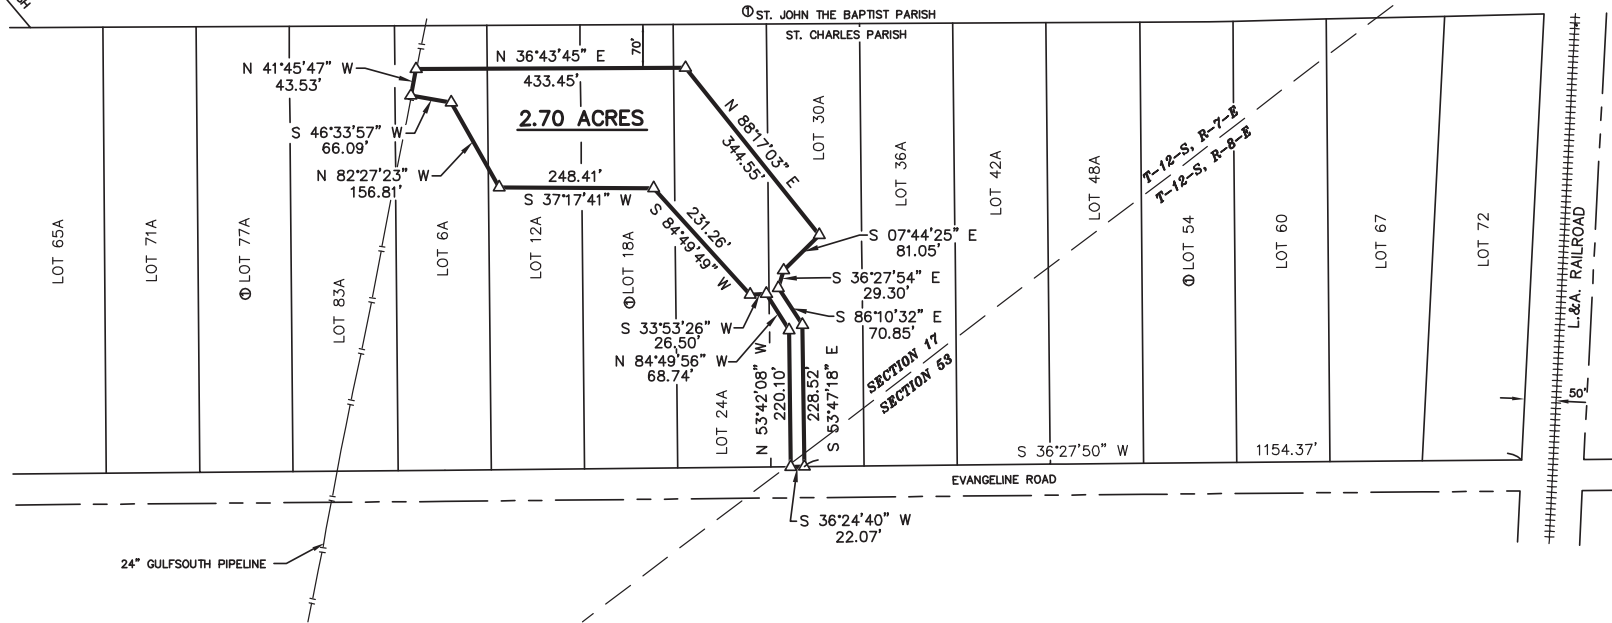 ① ST. JOHN THE BAPTIST PARISH
ST. CHARLES PARISH
N 41°45'47" W
43.53'
N 36°43'45" E
433.45'
70'
2.70 ACRES
S 46°33'57" W
66.09'
N 82°27'23" W
156.81'
248.41'
S 37°17'41" W
N 88°17'03" E
344.55'
231.26'
S 84°49'49" W
S 07°44'25" E
81.05'
S 36°27'54" E
29.30'
S 86°10'32" E
70.85'
S 33°53'26" W
26.50'
N 84°49'56" W
68.74'
N 53°42'08" W
220.10'
228.52'
S 53°47'18" E
LOT 65A
LOT 71A
① LOT 77A
LOT 83A
LOT 6A
LOT 12A
① LOT 18A
LOT 24A
LOT 30A
LOT 36A
LOT 42A
LOT 48A
① LOT 54
LOT 60
LOT 67
LOT 72
T-12-S, R-7-E
T-12-S, R-8-E
SECTION 17
SECTION 53
L.&A. RAILROAD
50'
S 36°27'50" W
1154.37'
EVANGELINE ROAD
S 36°24'40" W
22.07'
24" GULFSOUTH PIPELINE